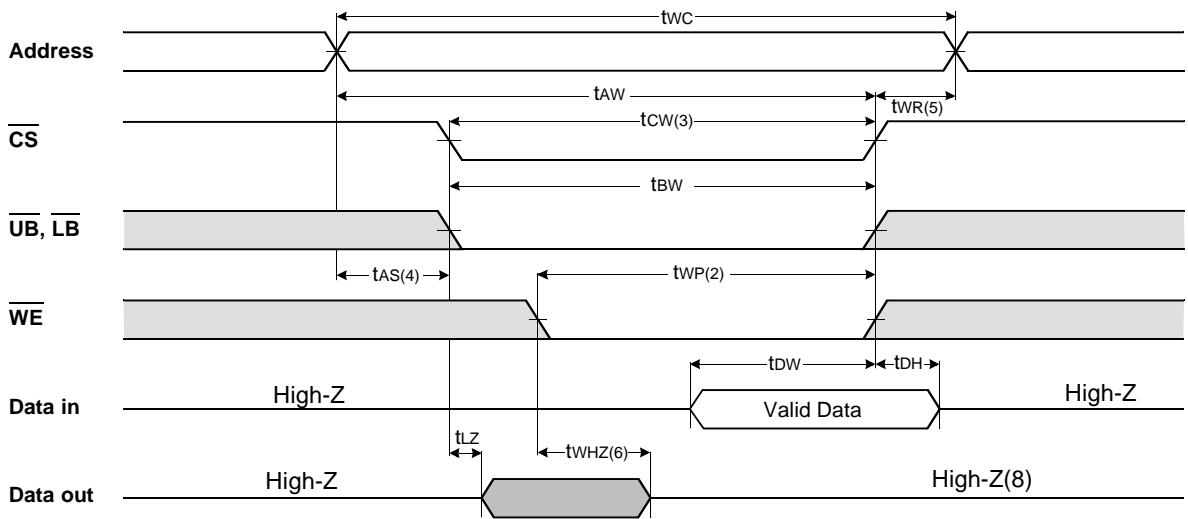 tWC
Address
tAW
tWR(5)
CS
tCW(3)
tBW
UB, LB
tAS(4)
tWP(2)
WE
tDW
tDH
Data in
High-Z
Valid Data
High-Z
tLZ
tWHZ(6)
Data out
High-Z
High-Z(8)